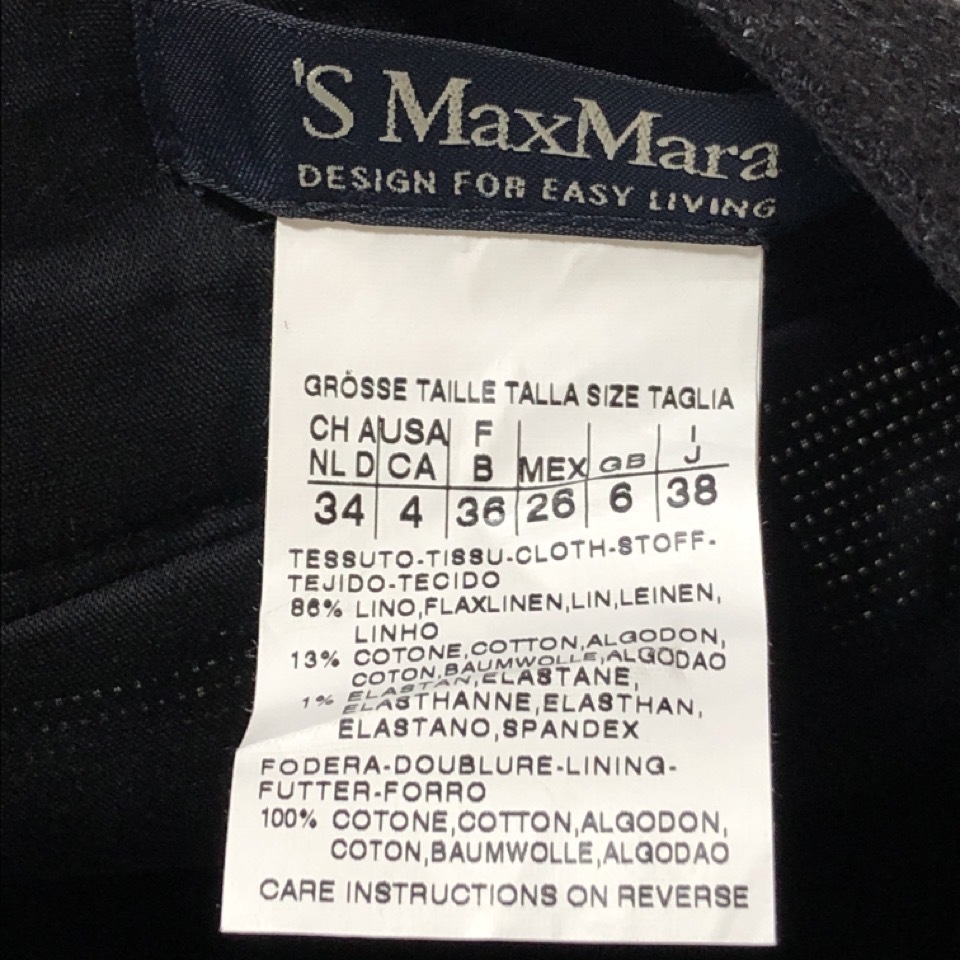 'S MaxMara
DESIGN FOR EASY LIVING
GRÖSSE TAILLE TALLA SIZE TAGLIA
CH A USA F I
NL D CA B MEX GB J
34 4 36 26 6 38
TESSUTO-TISSU-CLOTH-STOFF-
TEJIDO-TECIDO
86% LINO,FLAXLINEN,LIN,LEINEN,
LINHO
13% COTONE,COTTON,ALGODON,
COTON,BAUMWOLLE,ALGODAO
1% ELASTAN,ELASTANE,
ELASTHANNE,ELASTHAN,
ELASTANO,SPANDEX
FODERA-DOUBLURE-LINING-
FUTTER-FORRO
100% COTONE,COTTON,ALGODON,
COTON,BAUMWOLLE,ALGODAO
CARE INSTRUCTIONS ON REVERSE